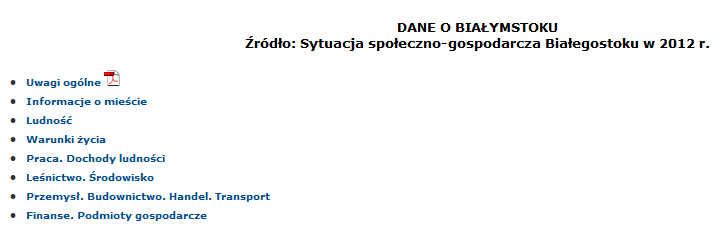 DANE O BIAŁYMSTOKU
Źródło: Sytuacja społeczno-gospodarcza Białegostoku w 2012 r.
Uwagi ogólne
Informacje o mieście
Ludność
Warunki życia
Praca. Dochody ludności
Leśnictwo. Środowisko
Przemysł. Budownictwo. Handel. Transport
Finanse. Podmioty gospodarcze